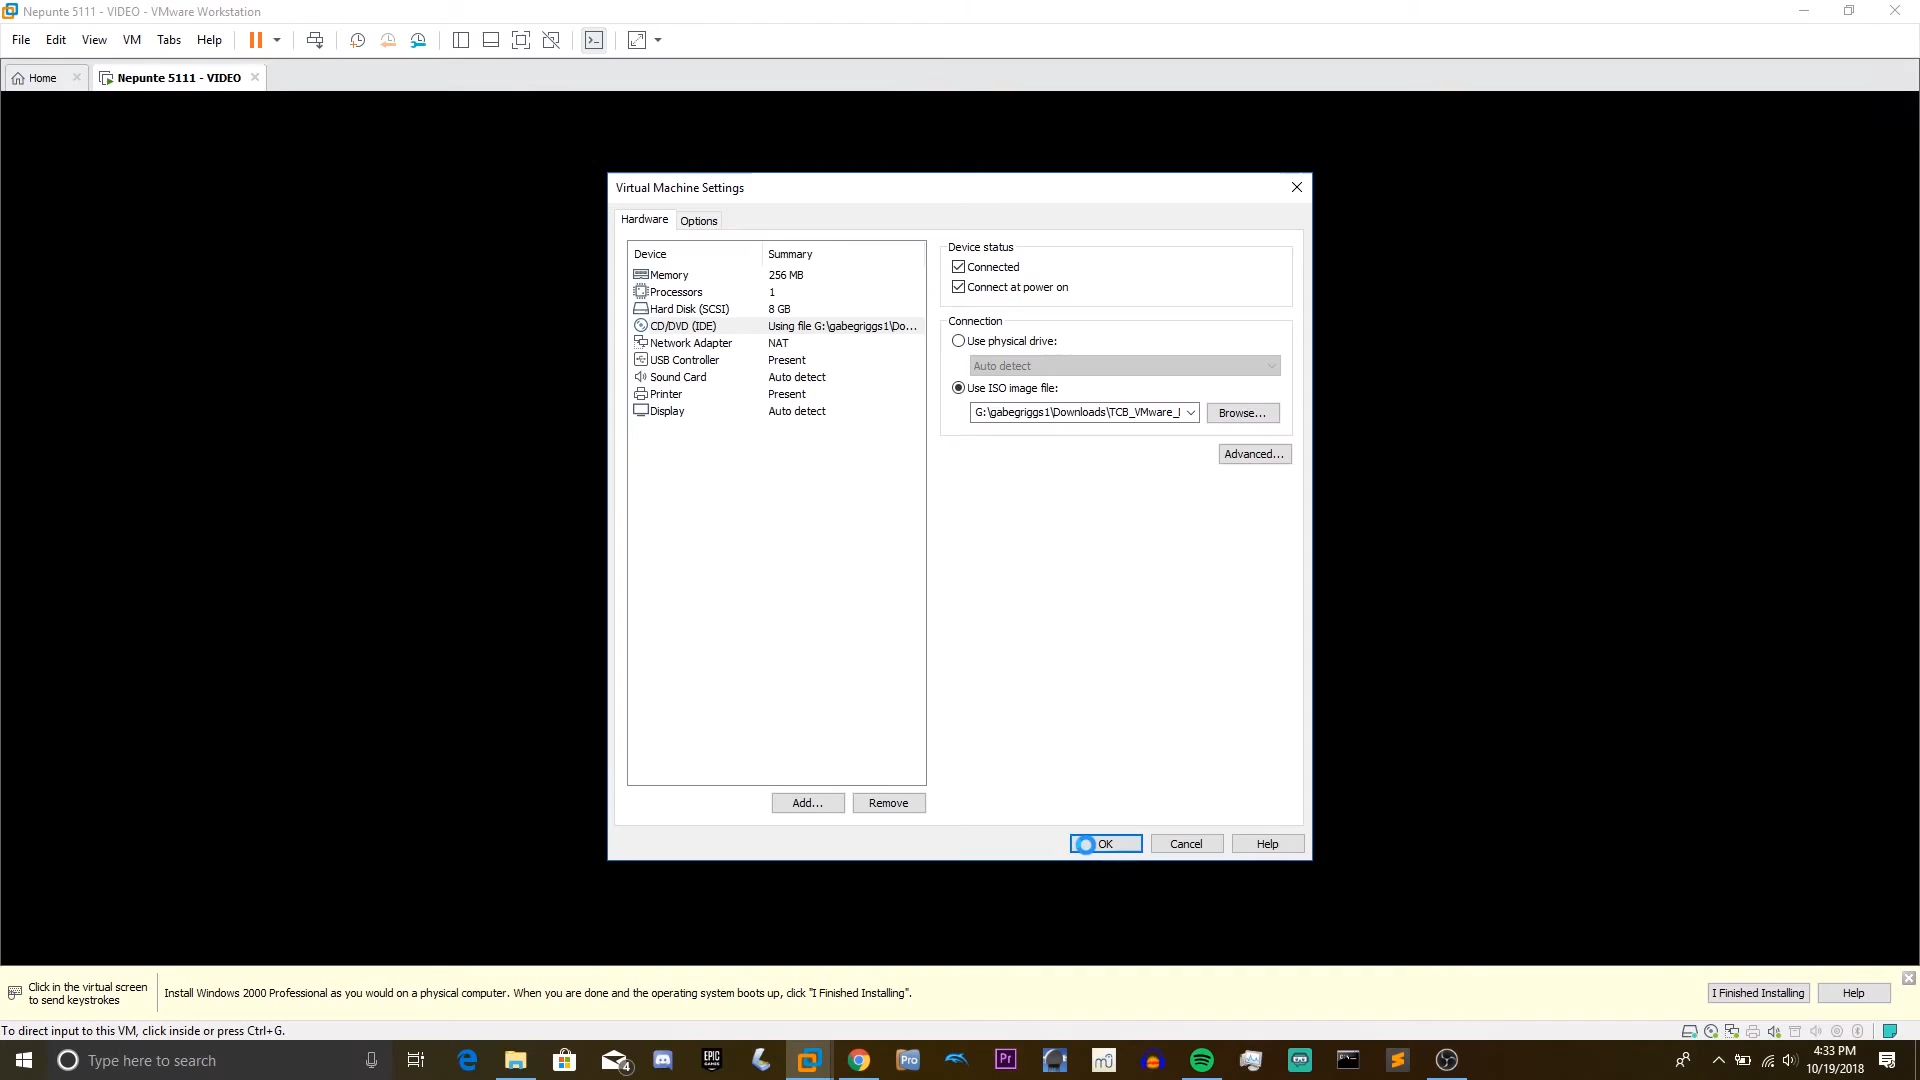 Nepunte 5111 - VIDEO - VMware Workstation
File Edit View VM Tabs Help
Home Nepunte 5111 - VIDEO
Virtual Machine Settings
Hardware Options
Device Summary
Memory 256 MB
Processors 1
Hard Disk (SCSI) 8 GB
CD/DVD (IDE) Using file G:\gabegriggs1\Do...
Network Adapter NAT
USB Controller Present
Sound Card Auto detect
Printer Present
Display Auto detect
Add... Remove
Device status
Connected
Connect at power on
Connection
Use physical drive:
Auto detect
Use ISO image file:
G:\gabegriggs1\Downloads\TCB_VMware_I Browse...
Advanced...
OK Cancel Help
Click in the virtual screen
to send keystrokes
Install Windows 2000 Professional as you would on a physical computer. When you are done and the operating system boots up, click "I Finished Installing".
I Finished Installing Help
To direct input to this VM, click inside or press Ctrl+G.
Type here to search
4
EPIC
GAMES
Pro
Pr
mi
4:33 PM
10/19/2018